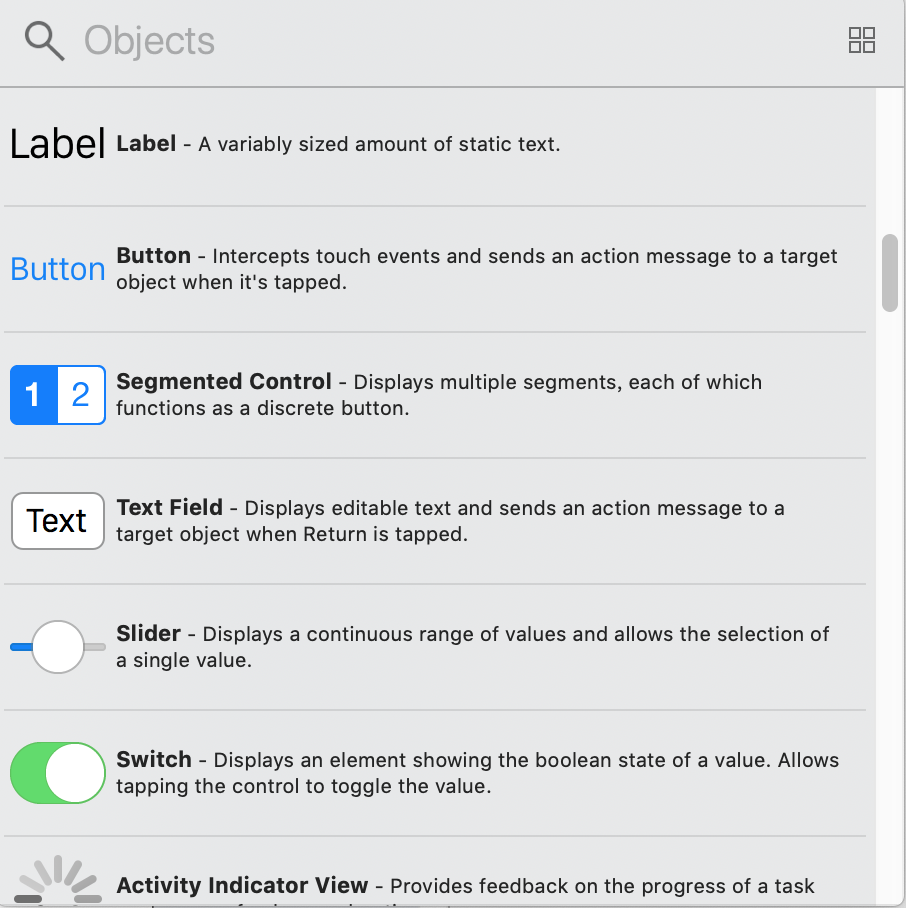 Objects
Label Label - A variably sized amount of static text.
Button Button - Intercepts touch events and sends an action message to a target
object when it's tapped.
1 2 Segmented Control - Displays multiple segments, each of which
functions as a discrete button.
Text Text Field - Displays editable text and sends an action message to a
target object when Return is tapped.
Slider - Displays a continuous range of values and allows the selection of
a single value.
Switch - Displays an element showing the boolean state of a value. Allows
tapping the control to toggle the value.
Activity Indicator View - Provides feedback on the progress of a task